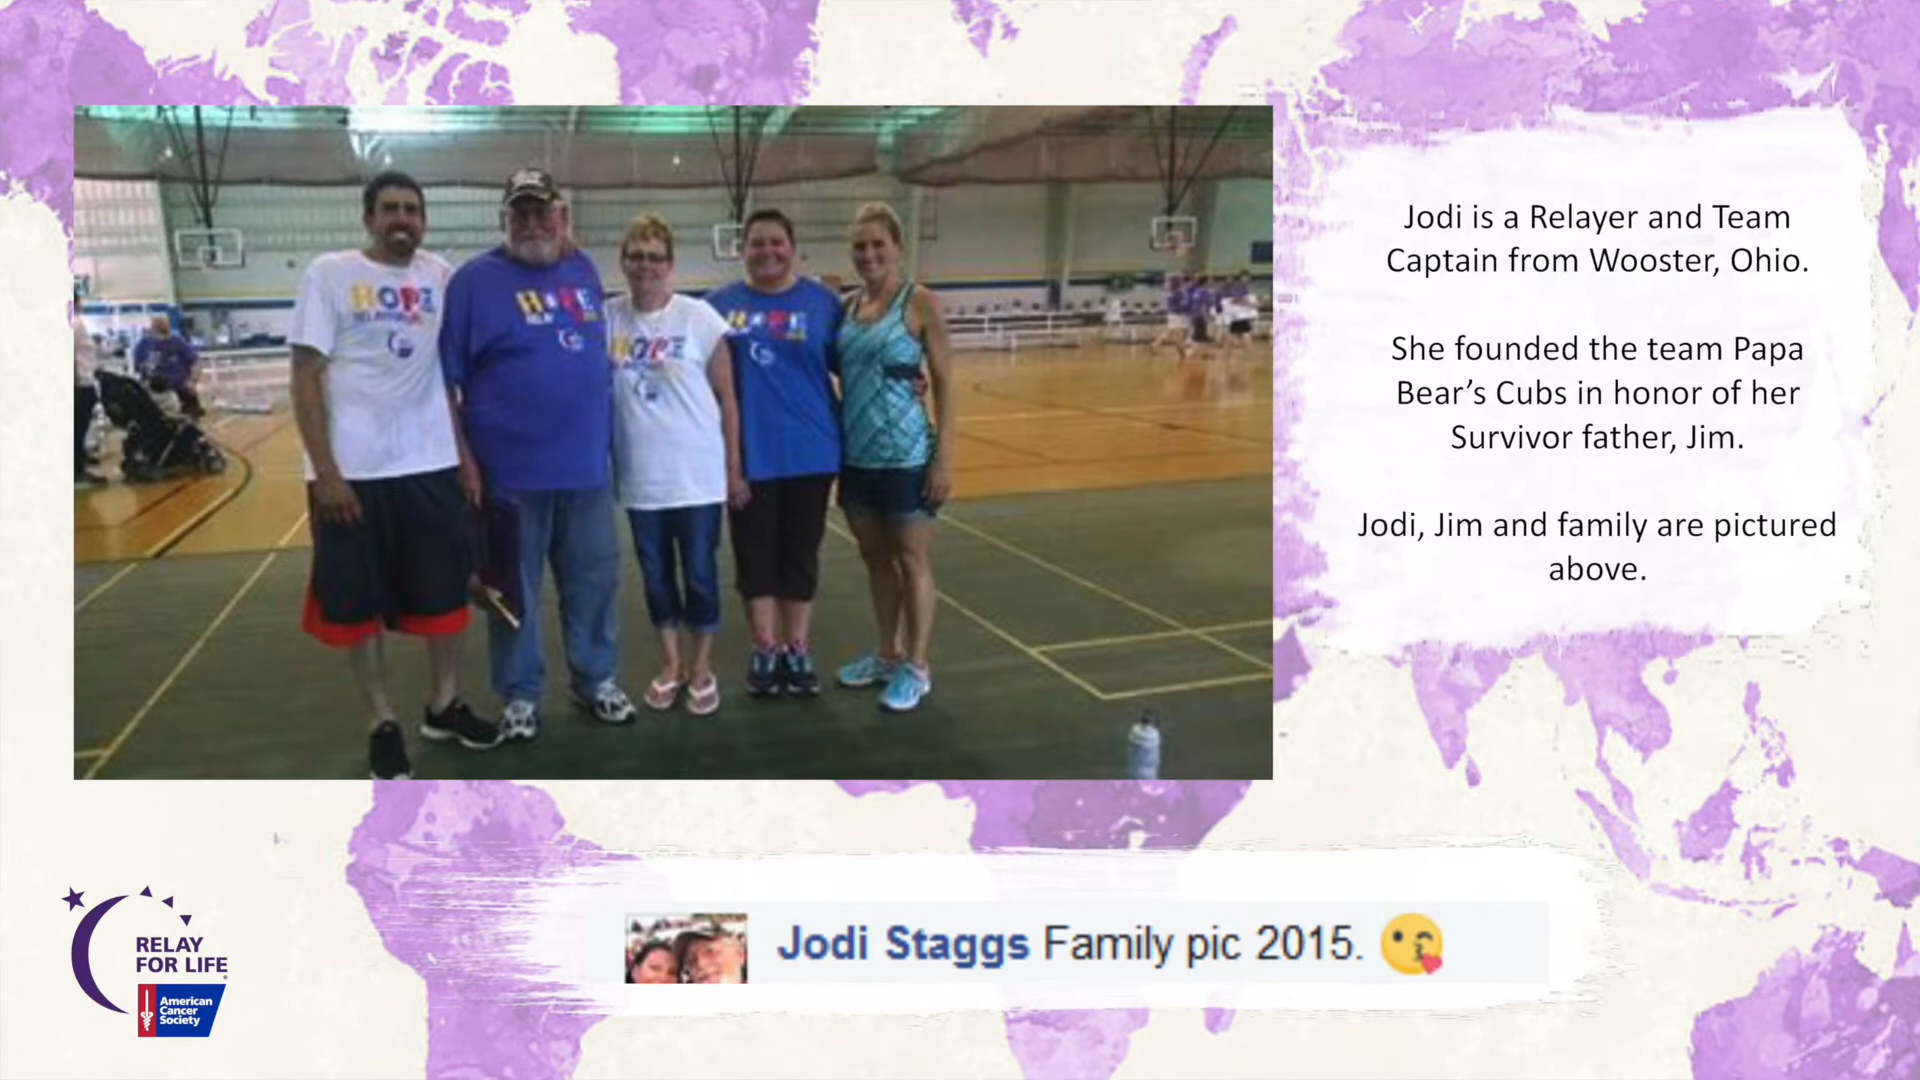 HOPE
HOPE
HOPE
HOPE
Jodi is a Relayer and Team
Captain from Wooster, Ohio.
She founded the team Papa
Bear’s Cubs in honor of her
Survivor father, Jim.
Jodi, Jim and family are pictured
above.
Jodi Staggs Family pic 2015. 😘
RELAY
FOR LIFE®
American
Cancer
Society